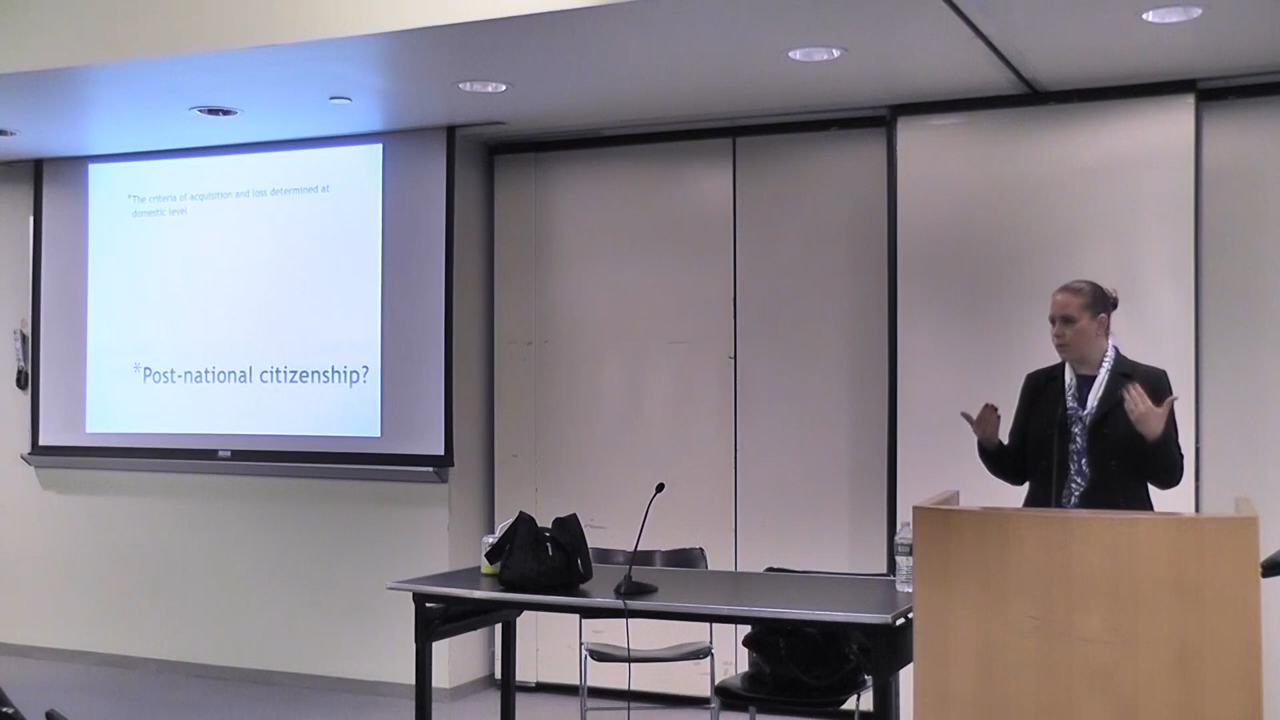 *The criteria of acquisition and loss determined at
domestic level
*Post-national citizenship?